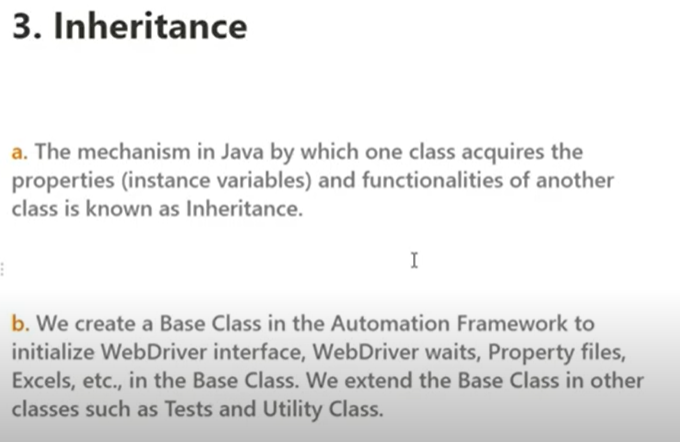 3. Inheritance
a. The mechanism in Java by which one class acquires the
properties (instance variables) and functionalities of another
class is known as Inheritance.
b. We create a Base Class in the Automation Framework to
initialize WebDriver interface, WebDriver waits, Property files,
Excels, etc., in the Base Class. We extend the Base Class in other
classes such as Tests and Utility Class.